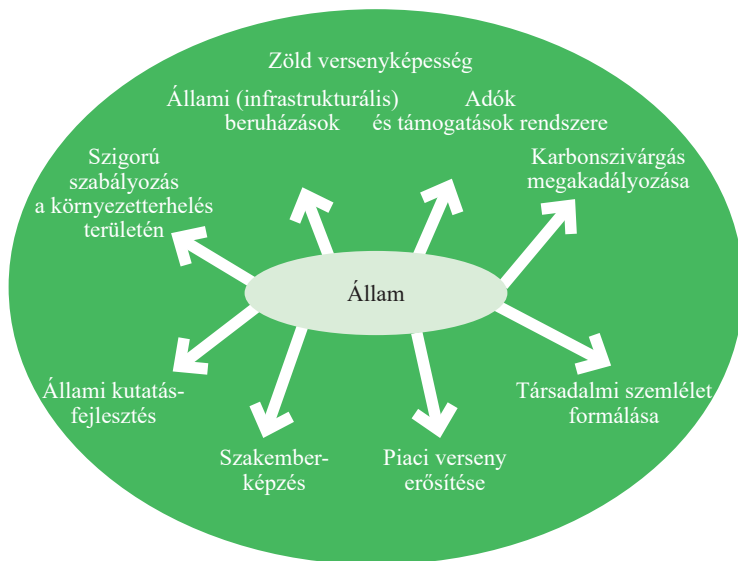 Zöld versenyképesség
Állami (infrastrukturális)
beruházások
Adók
és támogatások rendszere
Szigorú
szabályozás
a környezetterhelés
területén
Karbonszivárgás
megakadályozása
Állam
Állami kutatás-
fejlesztés
Társadalmi szemlélet
formálása
Szakember-
képzés
Piaci verseny
erősítése